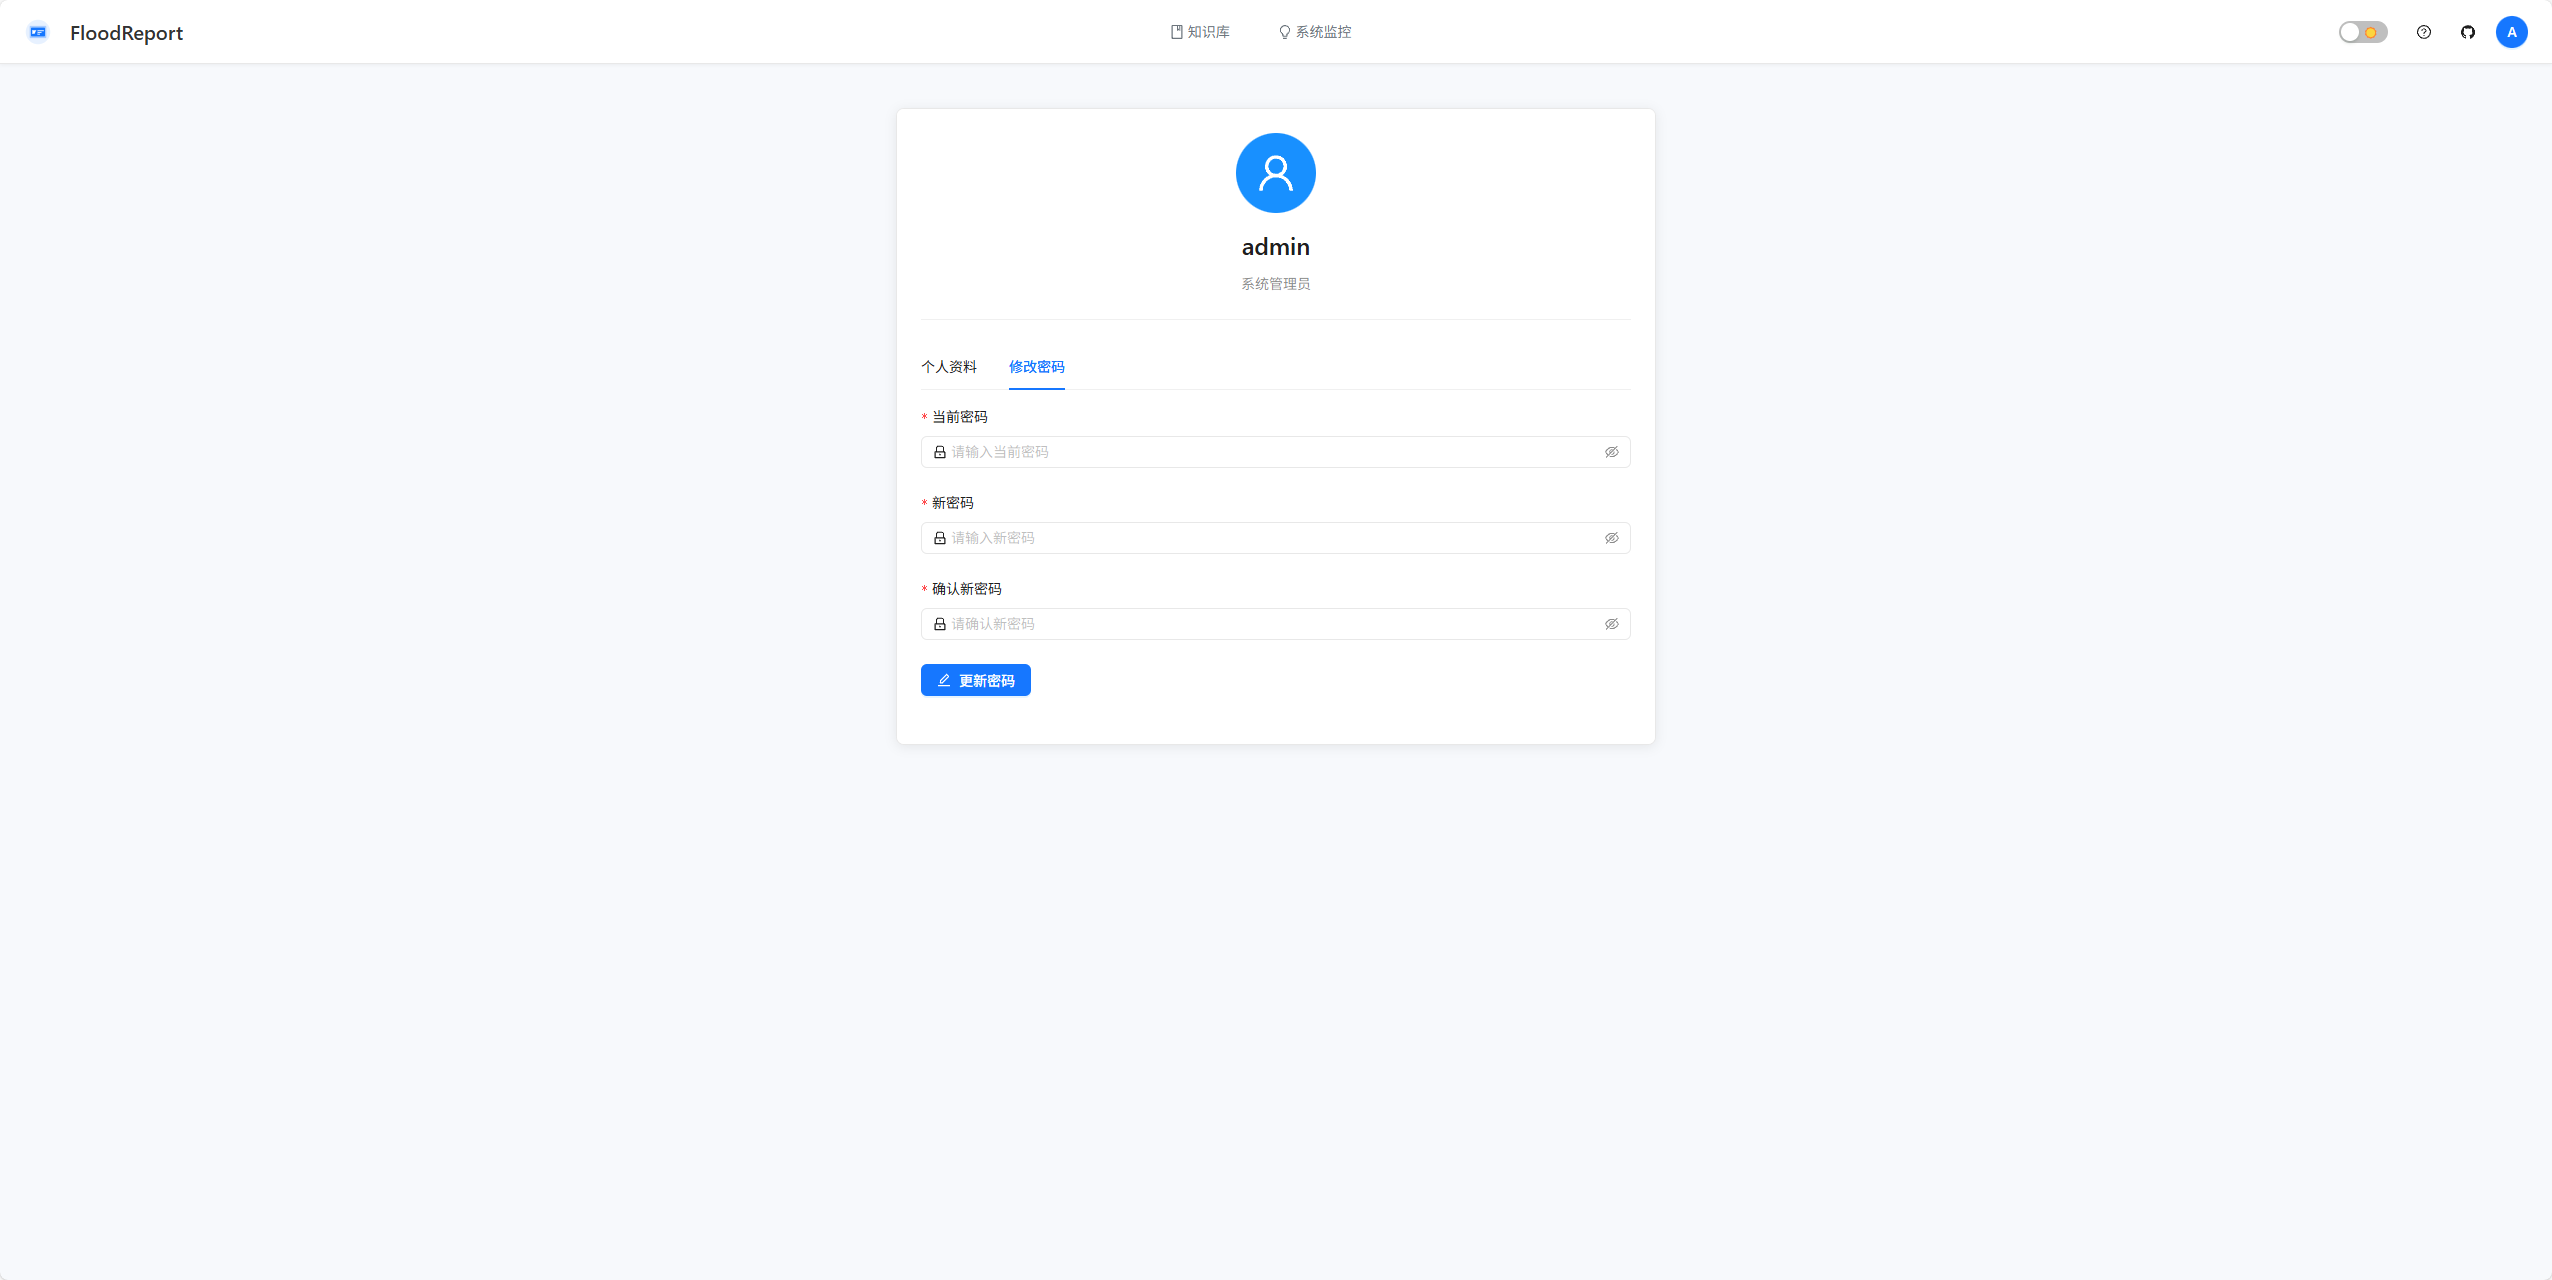 FloodReport
知识库
系统监控
A
admin
系统管理员
个人资料
修改密码
* 当前密码
请输入当前密码
* 新密码
请输入新密码
* 确认新密码
请确认新密码
更新密码